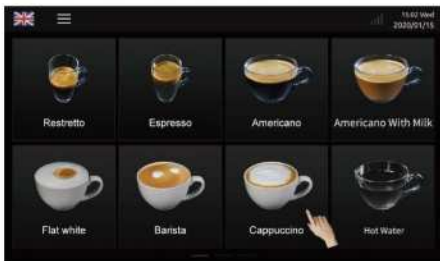 15:02 Wed
2020/01/15
Restretto
Espresso
Americano
Americano With Milk
Flat white
Barista
Cappuccino
Hot Water